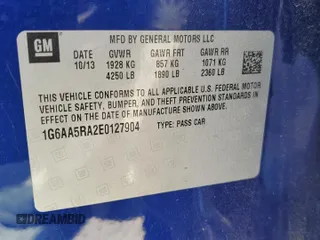 GM
MFD BY GENERAL MOTORS LLC
10/13 GVWR GAWR FRT GAWR RR
1928 KG 857 KG 1071 KG
4250 LB 1890 LB 2360 LB
THIS VEHICLE CONFORMS TO ALL APPLICABLE U.S. FEDERAL MOTOR
VEHICLE SAFETY, BUMPER, AND THEFT PREVENTION STANDARDS IN
EFFECT ON THE DATE OF MANUFACTURE SHOWN ABOVE.
1G6AA5RA2E0127904 TYPE: PASS CAR
DREAMBID